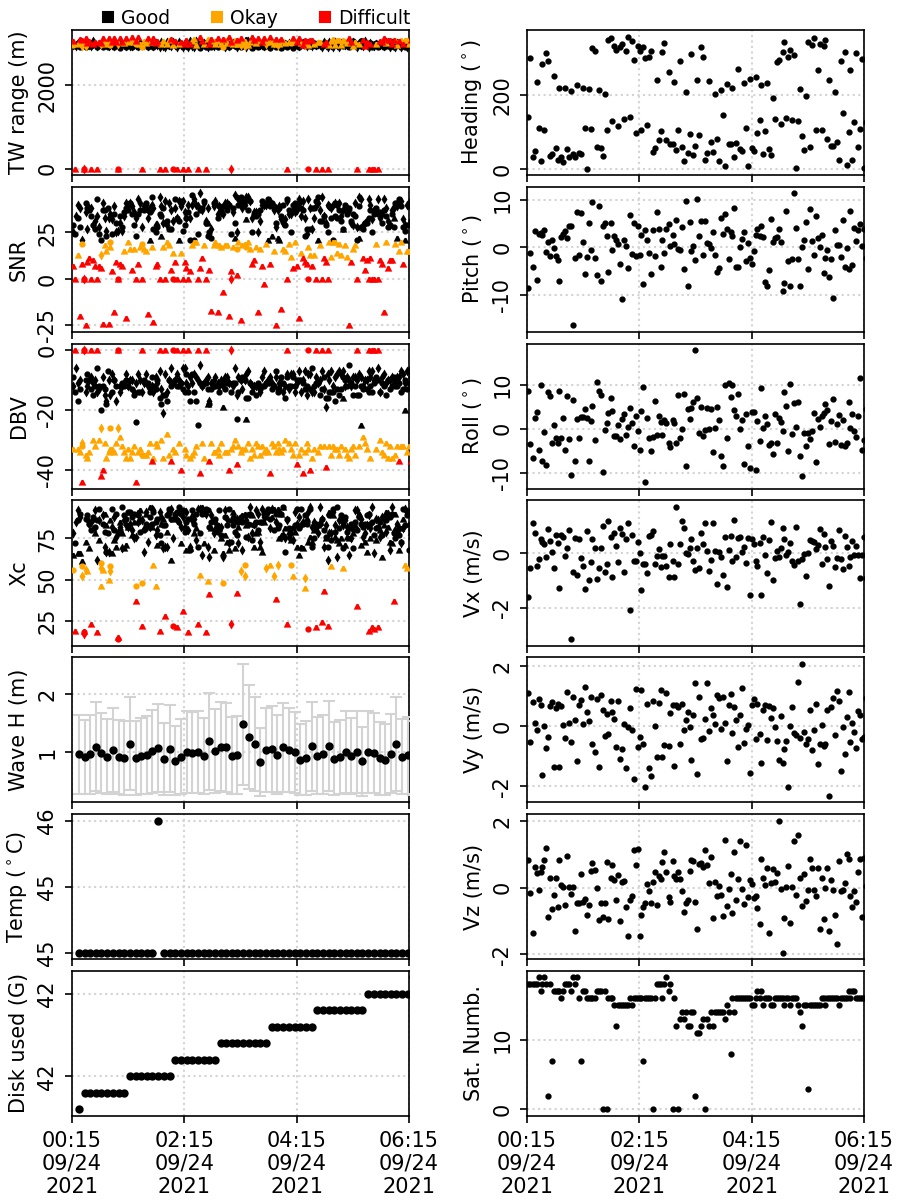 Good Okay Difficult
TW range (m)
2000
0
SNR
25
0
-25
DBV
0
-20
-40
Xc
75
50
25
Wave H (m)
2
1
Temp (°C)
46
45
45
Disk used (G)
42
42
00:15 02:15 04:15 06:15
09/24 09/24 09/24 09/24
2021 2021 2021 2021
Heading (°)
200
0
Pitch (°)
10
0
-10
Roll (°)
10
0
-10
Vx (m/s)
0
-2
Vy (m/s)
2
0
-2
Vz (m/s)
2
0
-2
Sat. Numb.
10
0
00:15 02:15 04:15 06:15
09/24 09/24 09/24 09/24
2021 2021 2021 2021